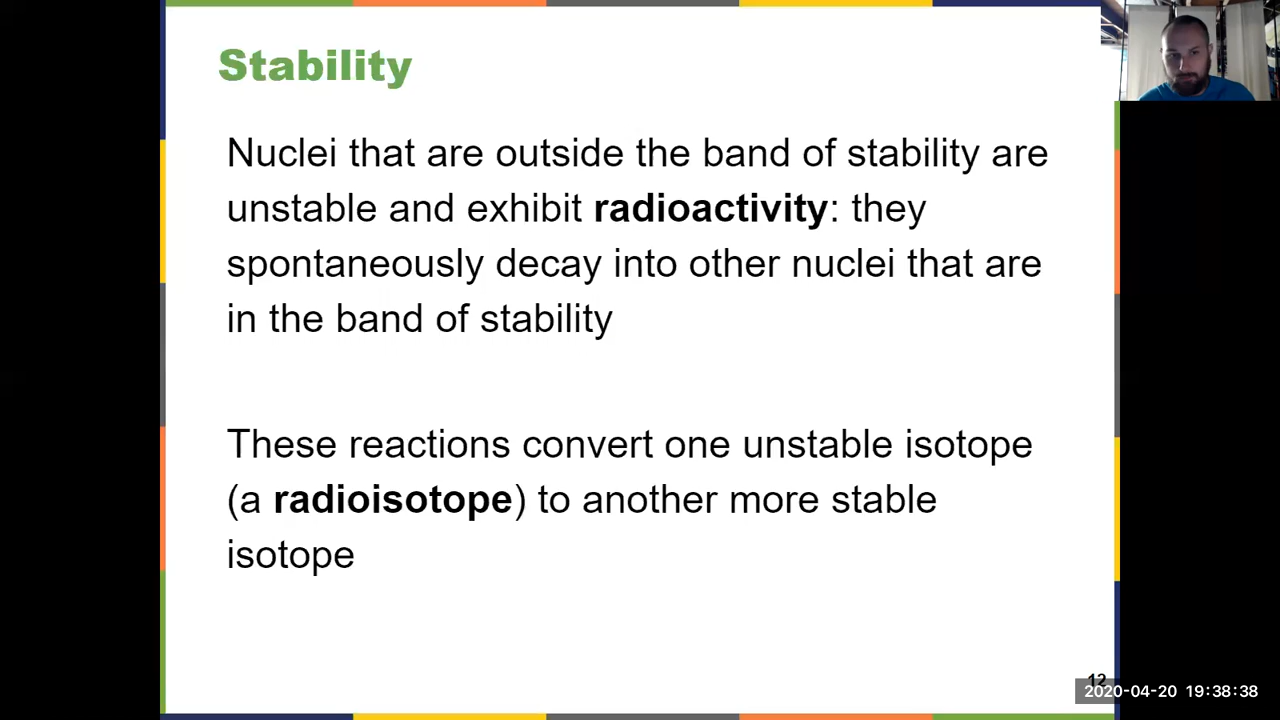 Stability
Nuclei that are outside the band of stability are
unstable and exhibit radioactivity: they
spontaneously decay into other nuclei that are
in the band of stability
These reactions convert one unstable isotope
(a radioisotope) to another more stable
isotope
12
2020-04-20 19:38:38